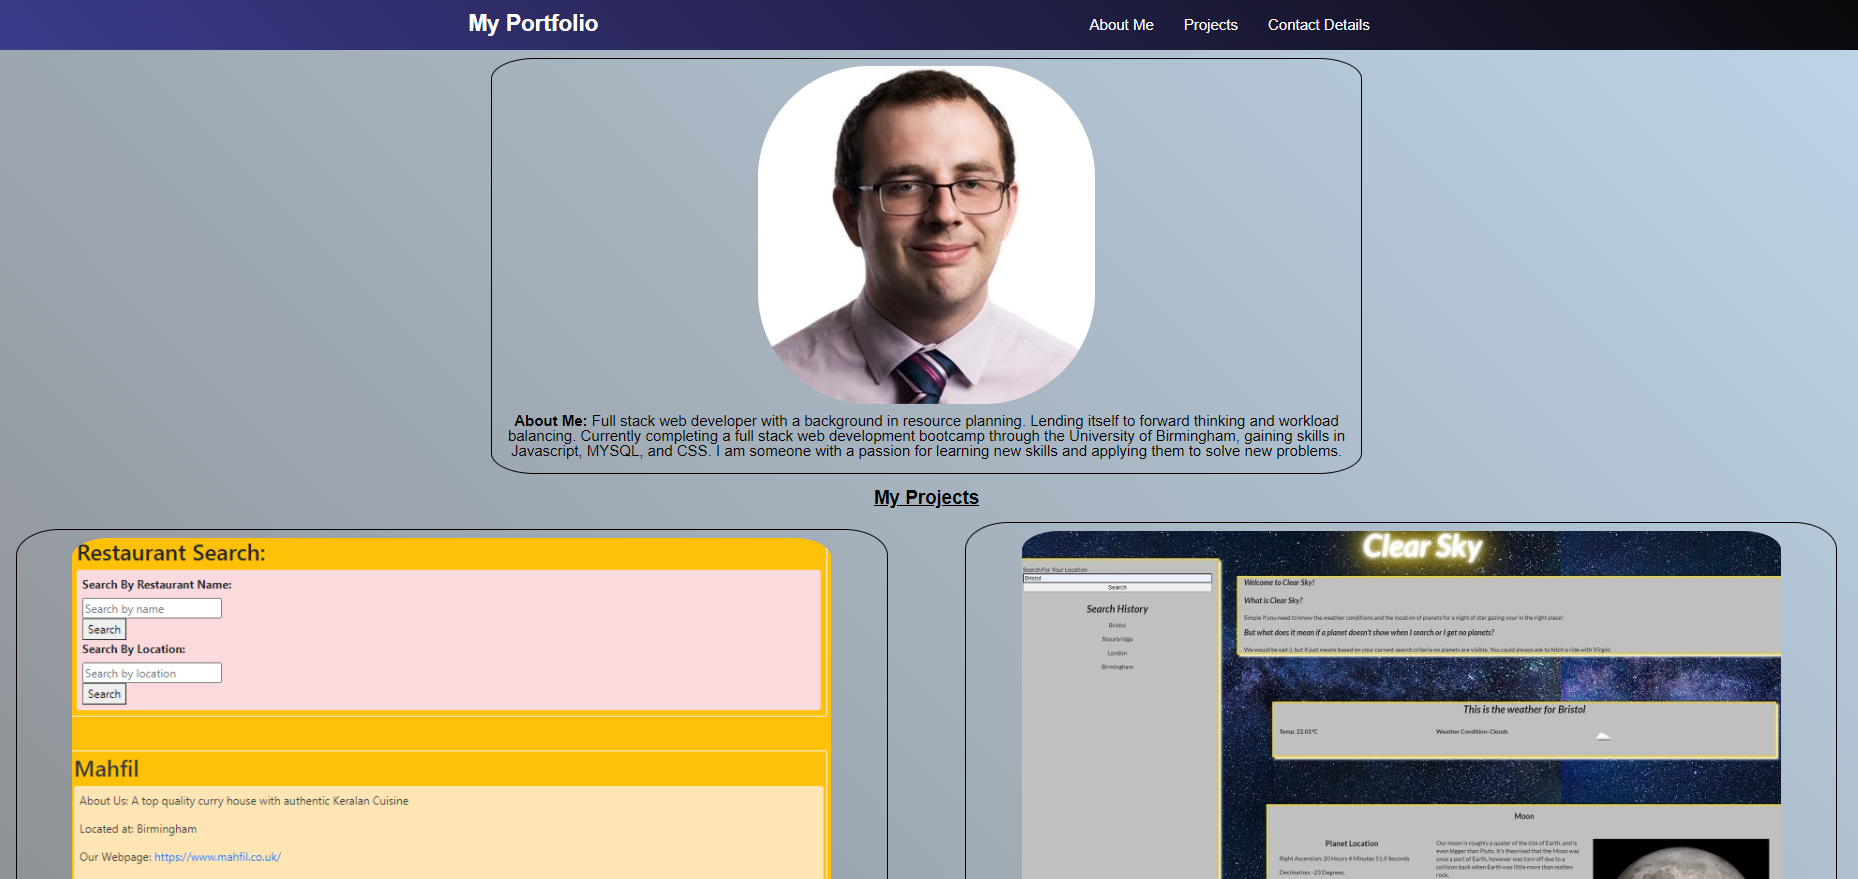 My Portfolio
About Me
Projects
Contact Details
About Me: Full stack web developer with a background in resource planning. Lending itself to forward thinking and workload
balancing. Currently completing a full stack web development bootcamp through the University of Birmingham, gaining skills in
Javascript, MYSQL, and CSS. I am someone with a passion for learning new skills and applying them to solve new problems.
My Projects
Restaurant Search:
Search By Restaurant Name:
Search by name
Search
Search By Location:
Search by location
Search
Mahfil
About Us: A top quality curry house with authentic Keralan Cuisine
Located at: Birmingham
Our Webpage: https://www.mahfil.co.uk/
Clear Sky
Search For Your Location
Bristol
Search
Search History
Bristol
Stourbridge
London
Birmingham
Welcome to Clear Sky!
What is Clear Sky?
Simple if you need to know the weather conditions and the location of planets for a night of star gazing your in the right place!
But what does it mean if a planet doesn't show when I search or I get no planets?
We would be sad :(, but it just means based on your current search criteria no planets are visible. You could always ask to hitch a ride with Virgin!
This is the weather for Bristol
Temp: 22.01°C
Weather Condition: Clouds
Moon
Planet Location
Right Ascension: 20 Hours 4 Minutes 51.9 Seconds
Declination: -23 Degrees.
Our moon is roughly a quater of the size of Earth, and is
even bigger than Pluto. It's theorised that the Moon was
once a part of Earth, however was torn off due to a
collision back when Earth was little more than molten
rock.